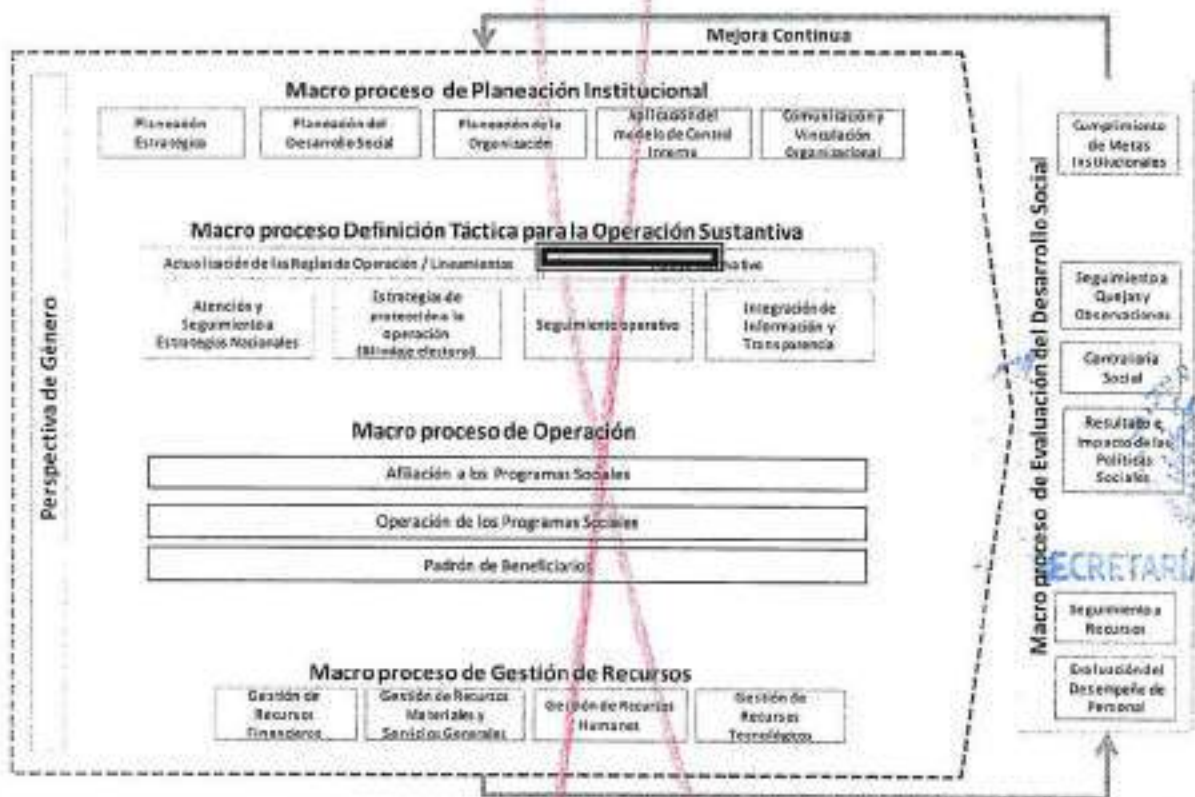 Mejora Continua
Macro proceso de Planeación Institucional
Planeación
Estratégica
Planeación del
Desarrollo Social
Planeación de la
Organización
Aplicación del
modelo de Control
Interno
Comunicación y
Vinculación
Organizacional
Macro proceso Definición Táctica para la Operación Sustantiva
Actualización de las Reglas de Operación / Lineamientos
Atención y
Seguimiento a
Estrategias Nacionales
Estrategias de
protección a la
operación
(Blindaje electoral)
Seguimiento operativo
Integración de
Información y
Transparencia
Macro proceso de Operación
Afiliación a los Programas Sociales
Operación de los Programas Sociales
Padrón de Beneficiarios
Macro proceso de Gestión de Recursos
Gestión de
Recursos
Financieros
Gestión de Recursos
Materiales y
Servicios Generales
Gestión de Recursos
Humanos
Gestión de
Recursos
Tecnológicos
Perspectiva de Género
Macro proceso de Evaluación del Desarrollo Social
Cumplimiento
de Metas
Institucionales
Seguimiento a
Quejas y
Observaciones
Contraloría
Social
Resultado e
Impacto de las
Políticas
Sociales
ECRETARÍA
Seguimiento a
Recursos
Evaluación del
Desempeño de
Personal